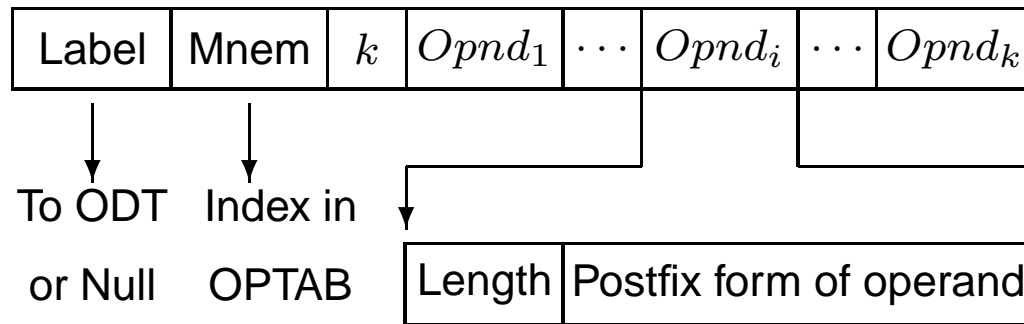 Label Mnem k Opnd₁ ⋯ Opndᵢ ⋯ Opndₖ
To ODT Index in
or Null OPTAB Length Postfix form of operand